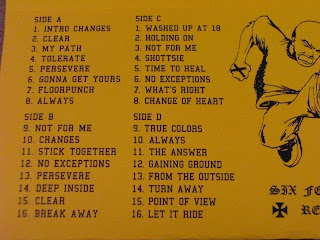 SIDE A
1. INTRO CHANGES
2. CLEAR
3. MY PATH
4. TOLERATE
5. PERSEVERE
6. GONNA GET YOURS
7. FLOORPUNCH
8. ALWAYS
SIDE B
9. NOT FOR ME
10. CHANGES
11. STICK TOGETHER
12. NO EXCEPTIONS
13. PERSEVERE
14. DEEP INSIDE
15. CLEAR
16. BREAK AWAY
SIDE C
1. WASHED UP AT 18
2. HOLDING ON
3. NOT FOR ME
4. SHOTTSIE
5. TIME TO HEAL
6. NO EXCEPTIONS
7. WHAT'S RIGHT
8. CHANGE OF HEART
SIDE D
9. TRUE COLORS
10. ALWAYS
11. THE ANSWER
12. GAINING GROUND
13. FROM THE OUTSIDE
14. TURN AWAY
15. POINT OF VIEW
16. LET IT RIDE
SIX FO
RE